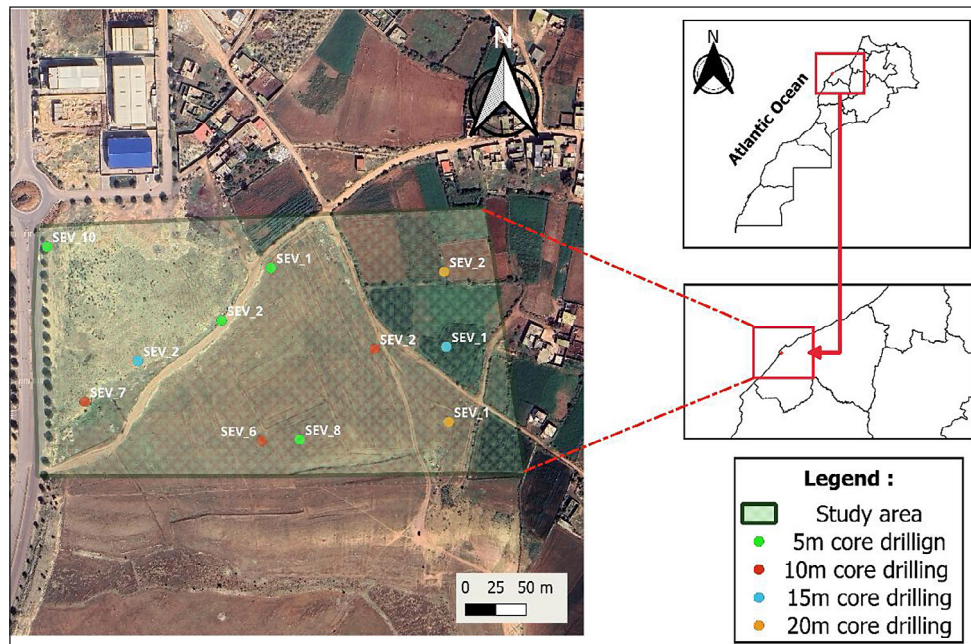 N
SEV_10
SEV_1
SEV_2
SEV_2
SEV_2
SEV_1
SEV_2
SEV_7
SEV_1
SEV_6
SEV_8
0 25 50 m
N
Atlantic Ocean
Legend :
Study area
5m core drillign
10m core drilling
15m core drilling
20m core drilling